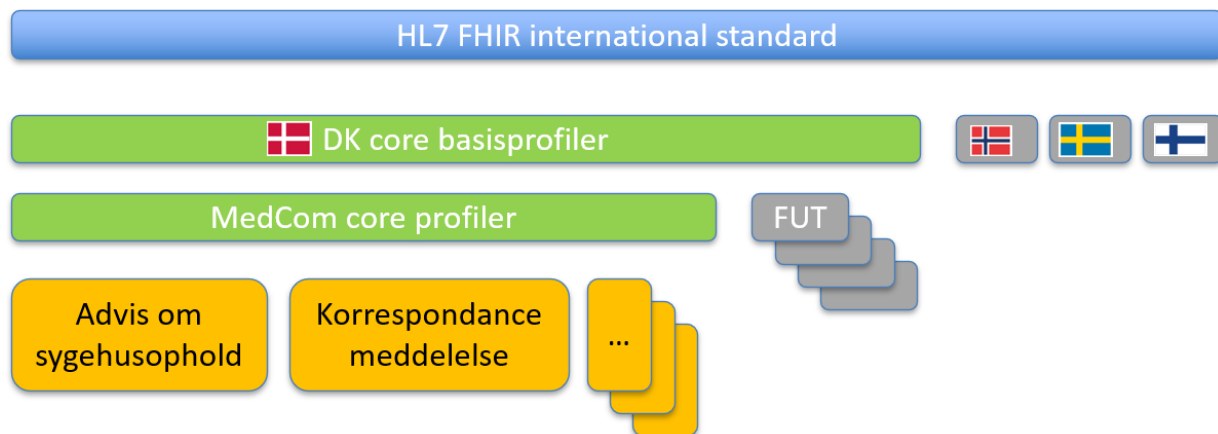 HL7 FHIR international standard
DK core basisprofiler
MedCom core profiler
FUT
Advis om
sygehusophold
Korrespondance
meddelelse
...